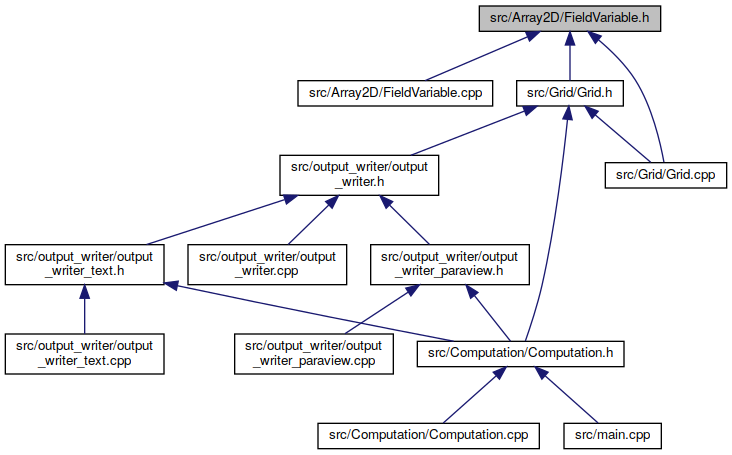 src/Array2D/FieldVariable.h
src/Array2D/FieldVariable.cpp
src/Grid/Grid.h
src/output_writer/output
_writer.h
src/Grid/Grid.cpp
src/output_writer/output
_writer_text.h
src/output_writer/output
_writer.cpp
src/output_writer/output
_writer_paraview.h
src/output_writer/output
_writer_text.cpp
src/output_writer/output
_writer_paraview.cpp
src/Computation/Computation.h
src/Computation/Computation.cpp
src/main.cpp